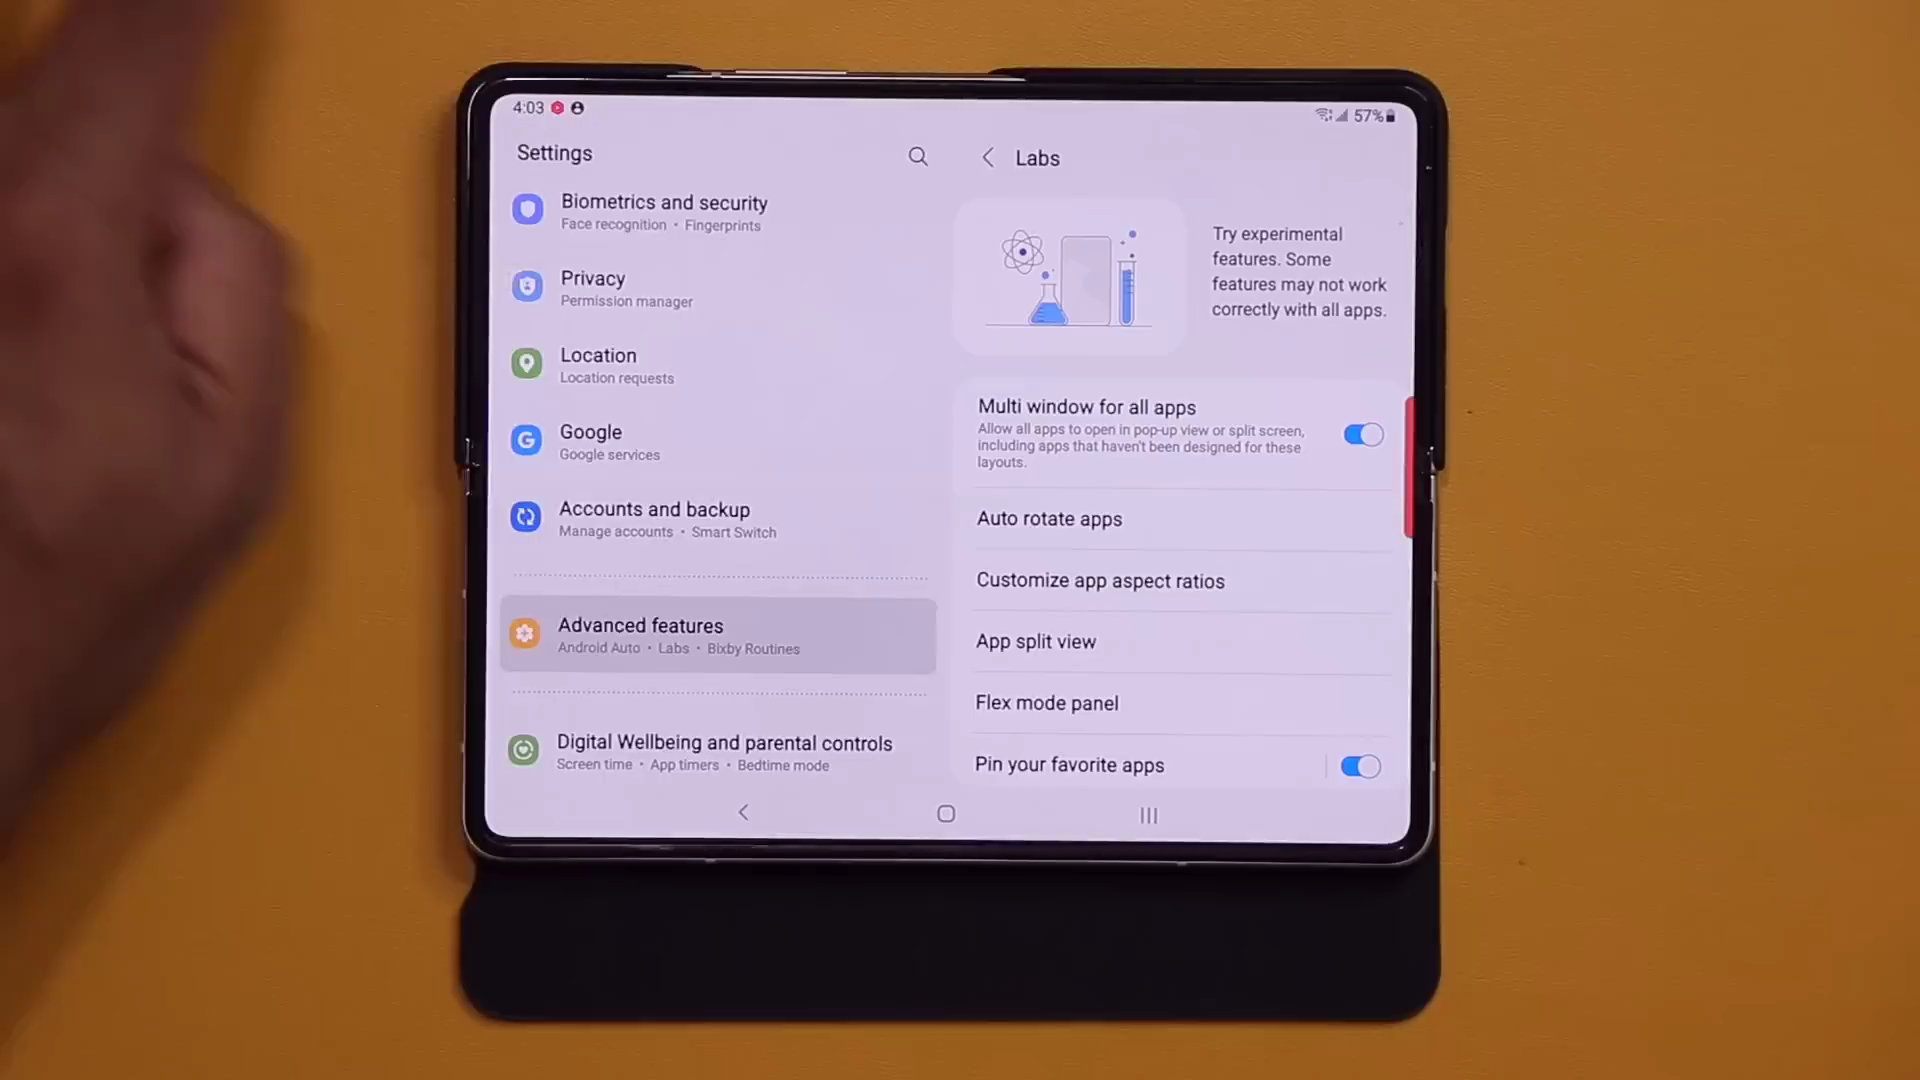 4:03
57%
Settings
Biometrics and security
Face recognition • Fingerprints
Privacy
Permission manager
Location
Location requests
Google
Google services
Accounts and backup
Manage accounts • Smart Switch
Advanced features
Android Auto • Labs • Bixby Routines
Digital Wellbeing and parental controls
Screen time • App timers • Bedtime mode
Labs
Try experimental
features. Some
features may not work
correctly with all apps.
Multi window for all apps
Allow all apps to open in pop-up view or split screen,
including apps that haven't been designed for these
layouts.
Auto rotate apps
Customize app aspect ratios
App split view
Flex mode panel
Pin your favorite apps